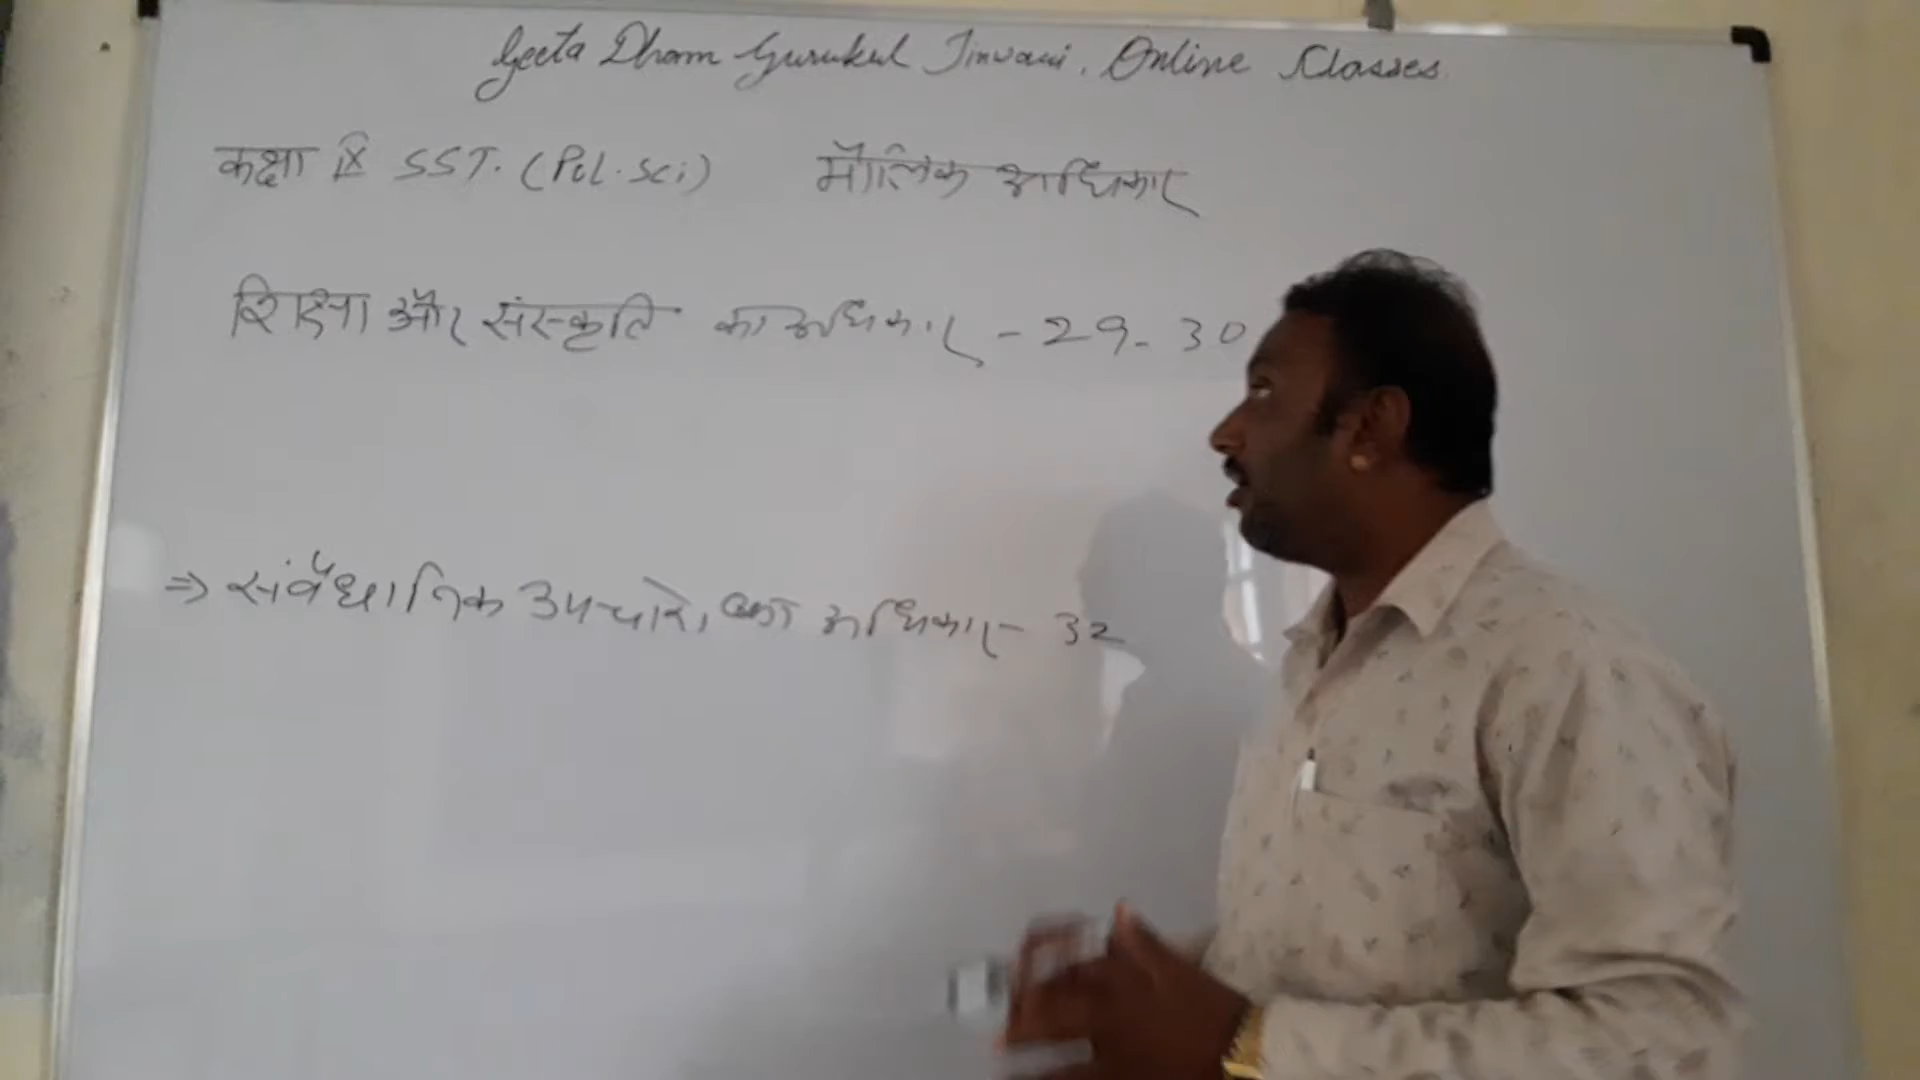 Geeta Dham Gurukul Jinwani. Online Classes
कक्षा IX SST. (Pol. Sci) मौलिक अधिकार
शिक्षा और संस्कृति का अधिकार - 29-30
⇒ संवैधानिक उपचारों का अधिकार - 32